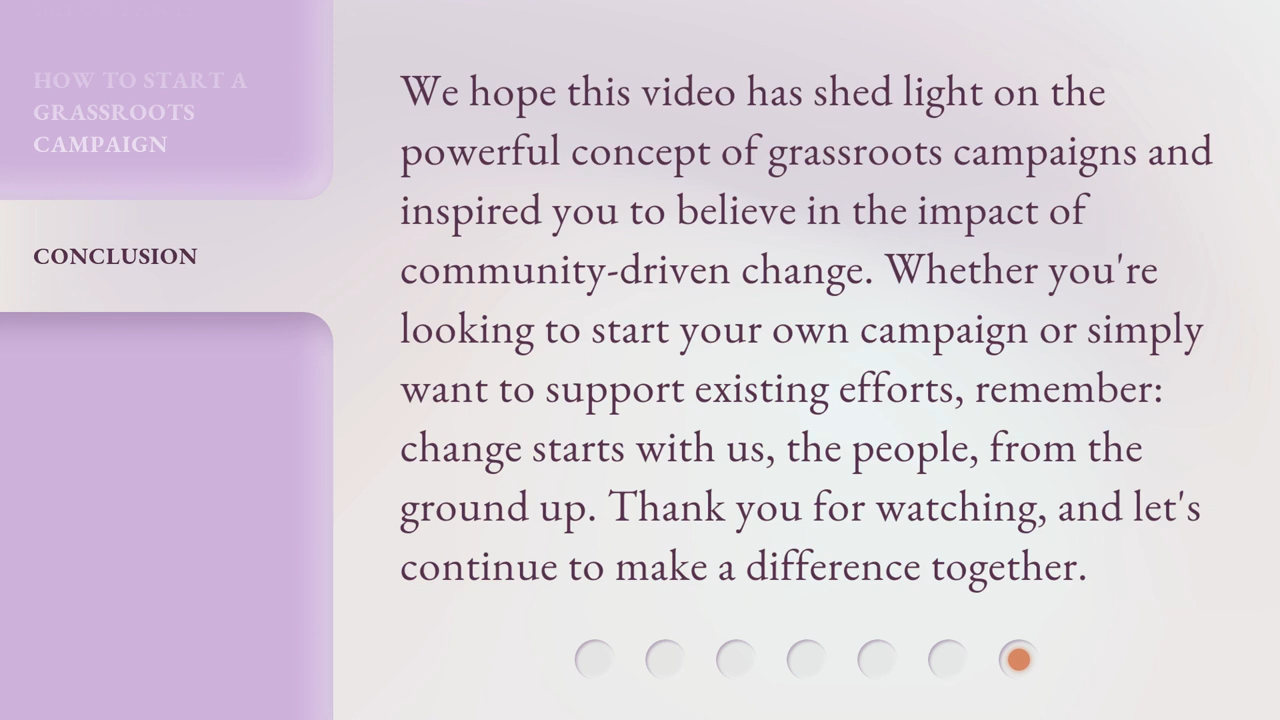 HOW TO START A
GRASSROOTS
CAMPAIGN
CONCLUSION
We hope this video has shed light on the
powerful concept of grassroots campaigns and
inspired you to believe in the impact of
community-driven change. Whether you're
looking to start your own campaign or simply
want to support existing efforts, remember:
change starts with us, the people, from the
ground up. Thank you for watching, and let's
continue to make a difference together.